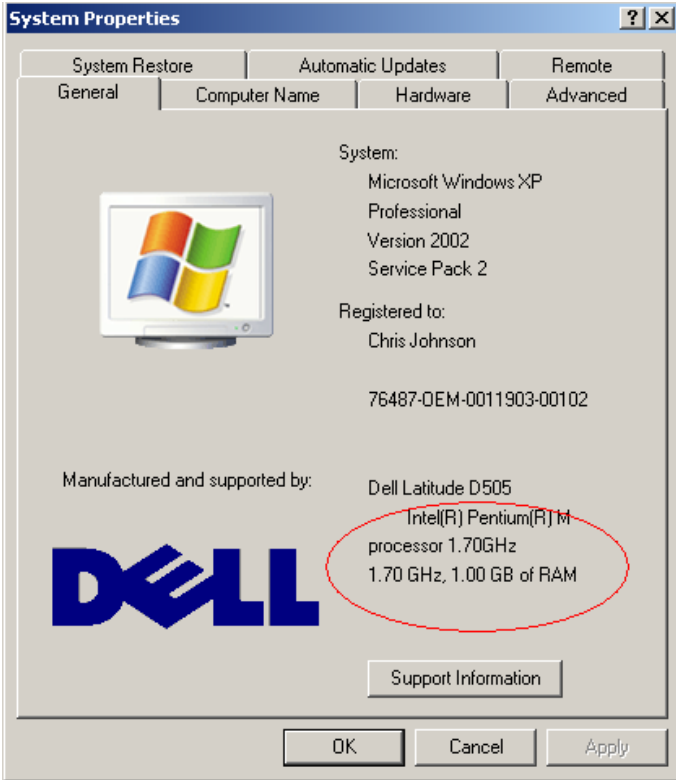 System Properties
? X
System Restore Automatic Updates Remote
General Computer Name Hardware Advanced
System:
Microsoft Windows XP
Professional
Version 2002
Service Pack 2
Registered to:
Chris Johnson
76487-OEM-0011903-00102
Manufactured and supported by:
Dell Latitude D505
Intel(R) Pentium(R) M
processor 1.70GHz
1.70 GHz, 1.00 GB of RAM
DELL
Support Information
OK Cancel Apply